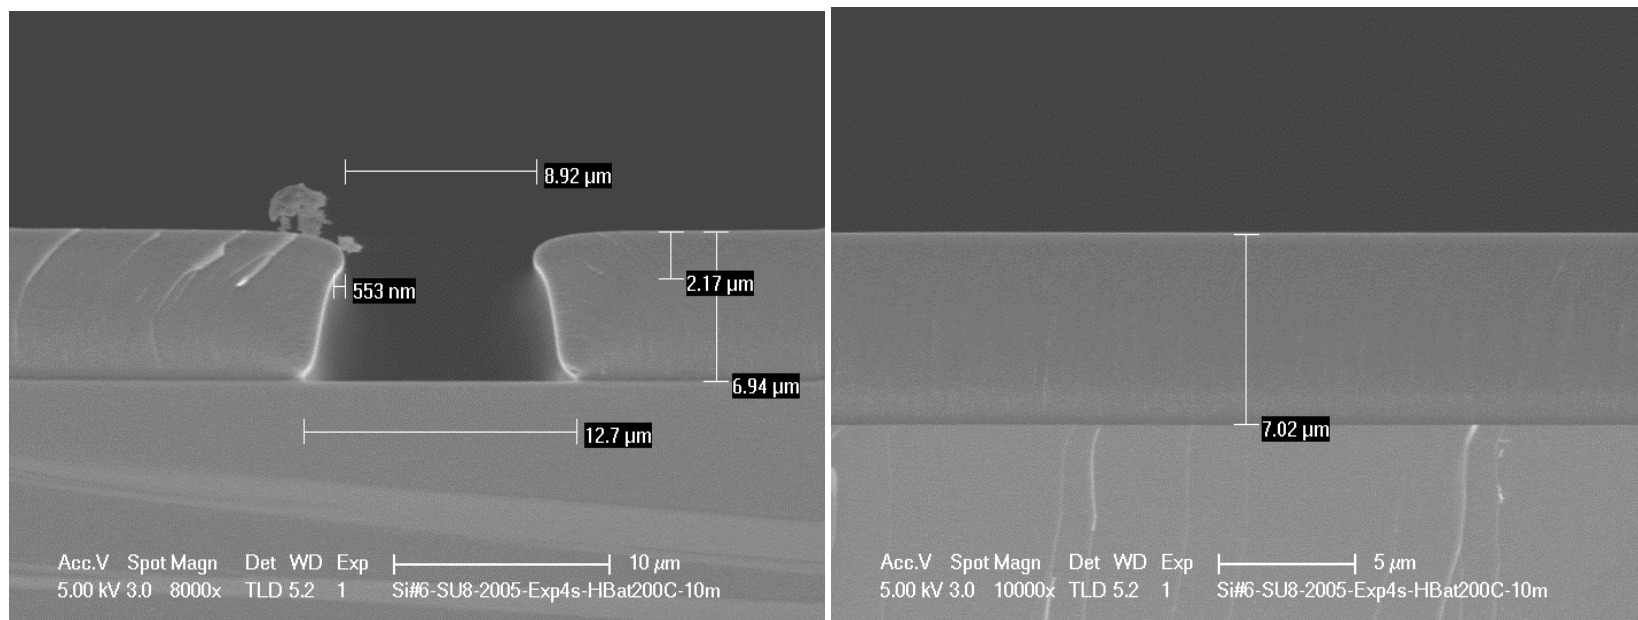 8.92 µm
553 nm
2.17 µm
6.94 µm
12.7 µm
Acc.V Spot Magn Det WD Exp 10 µm
5.00 kV 3.0 8000x TLD 5.2 1 Si#6-SU8-2005-Exp4s-HBat200C-10m
7.02 µm
Acc.V Spot Magn Det WD Exp 5 µm
5.00 kV 3.0 10000x TLD 5.2 1 Si#6-SU8-2005-Exp4s-HBat200C-10m